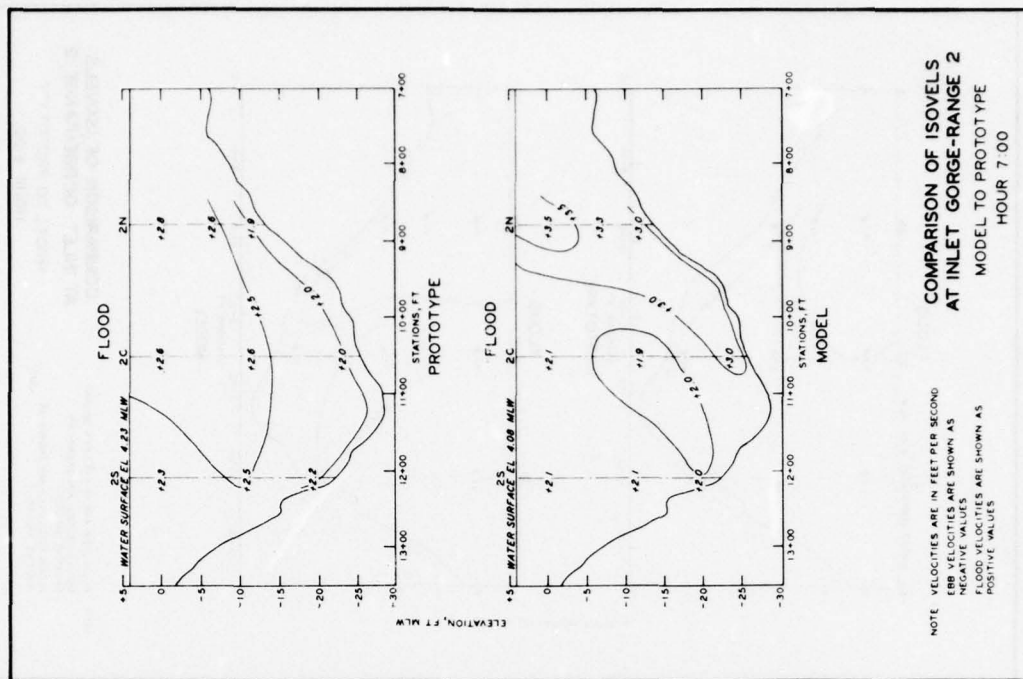 FLOOD
WATER SURFACE EL 4.23 MLW
2S
2C
2N
+5
0
-5
-10
-15
-20
-25
-30
+2.3
+2.6
+2.8
+2.5
+2.6
+2.5
+2.6
+2.2
+2.0
+2.0
+1.9
13+00
12+00
11+00
10+00
9+00
8+00
7+00
STATIONS, FT
PROTOTYPE
ELEVATION, FT MLW
FLOOD
WATER SURFACE EL 4.08 MLW
2S
2C
2N
+5
0
-5
-10
-15
-20
-25
-30
+2.1
+2.1
+3.5
+3.5
+2.1
+1.9
+3.3
+2.0
+2.0
+3.0
+3.0
+3.0
13+00
12+00
11+00
10+00
9+00
8+00
7+00
STATIONS, FT
MODEL
NOTE VELOCITIES ARE IN FEET PER SECOND
EBB VELOCITIES ARE SHOWN AS
NEGATIVE VALUES
FLOOD VELOCITIES ARE SHOWN AS
POSITIVE VALUES
COMPARISON OF ISOVELS
AT INLET GORGE-RANGE 2
MODEL TO PROTOTYPE
HOUR 7:00